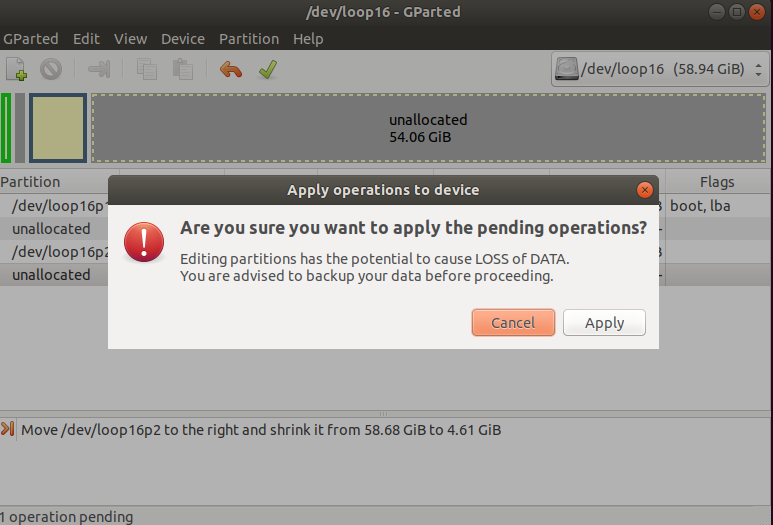 /dev/loop16 - GParted
GParted Edit View Device Partition Help
/dev/loop16 (58.94 GiB)
unallocated
54.06 GiB
Partition Flags
/dev/loop16p1 boot, lba
unallocated
/dev/loop16p2
unallocated
Apply operations to device
Are you sure you want to apply the pending operations?
Editing partitions has the potential to cause LOSS of DATA.
You are advised to backup your data before proceeding.
Cancel Apply
Move /dev/loop16p2 to the right and shrink it from 58.68 GiB to 4.61 GiB
1 operation pending